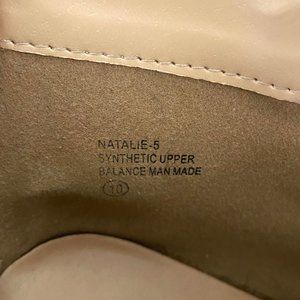 NATALIE-5
SYNTHETIC UPPER
BALANCE MAN MADE
10